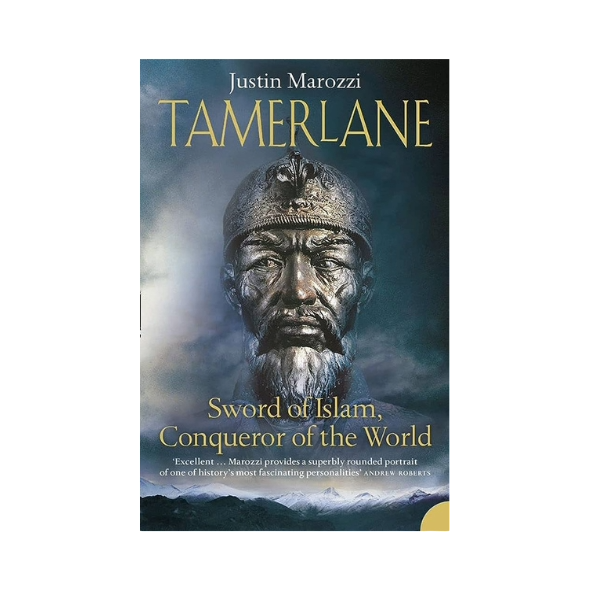 Justin Marozzi
TAMERLANE
Sword of Islam,
Conqueror of the World
‘Excellent ... Marozzi provides a superbly rounded portrait
of one of history's most fascinating personalities’ ANDREW ROBERTS